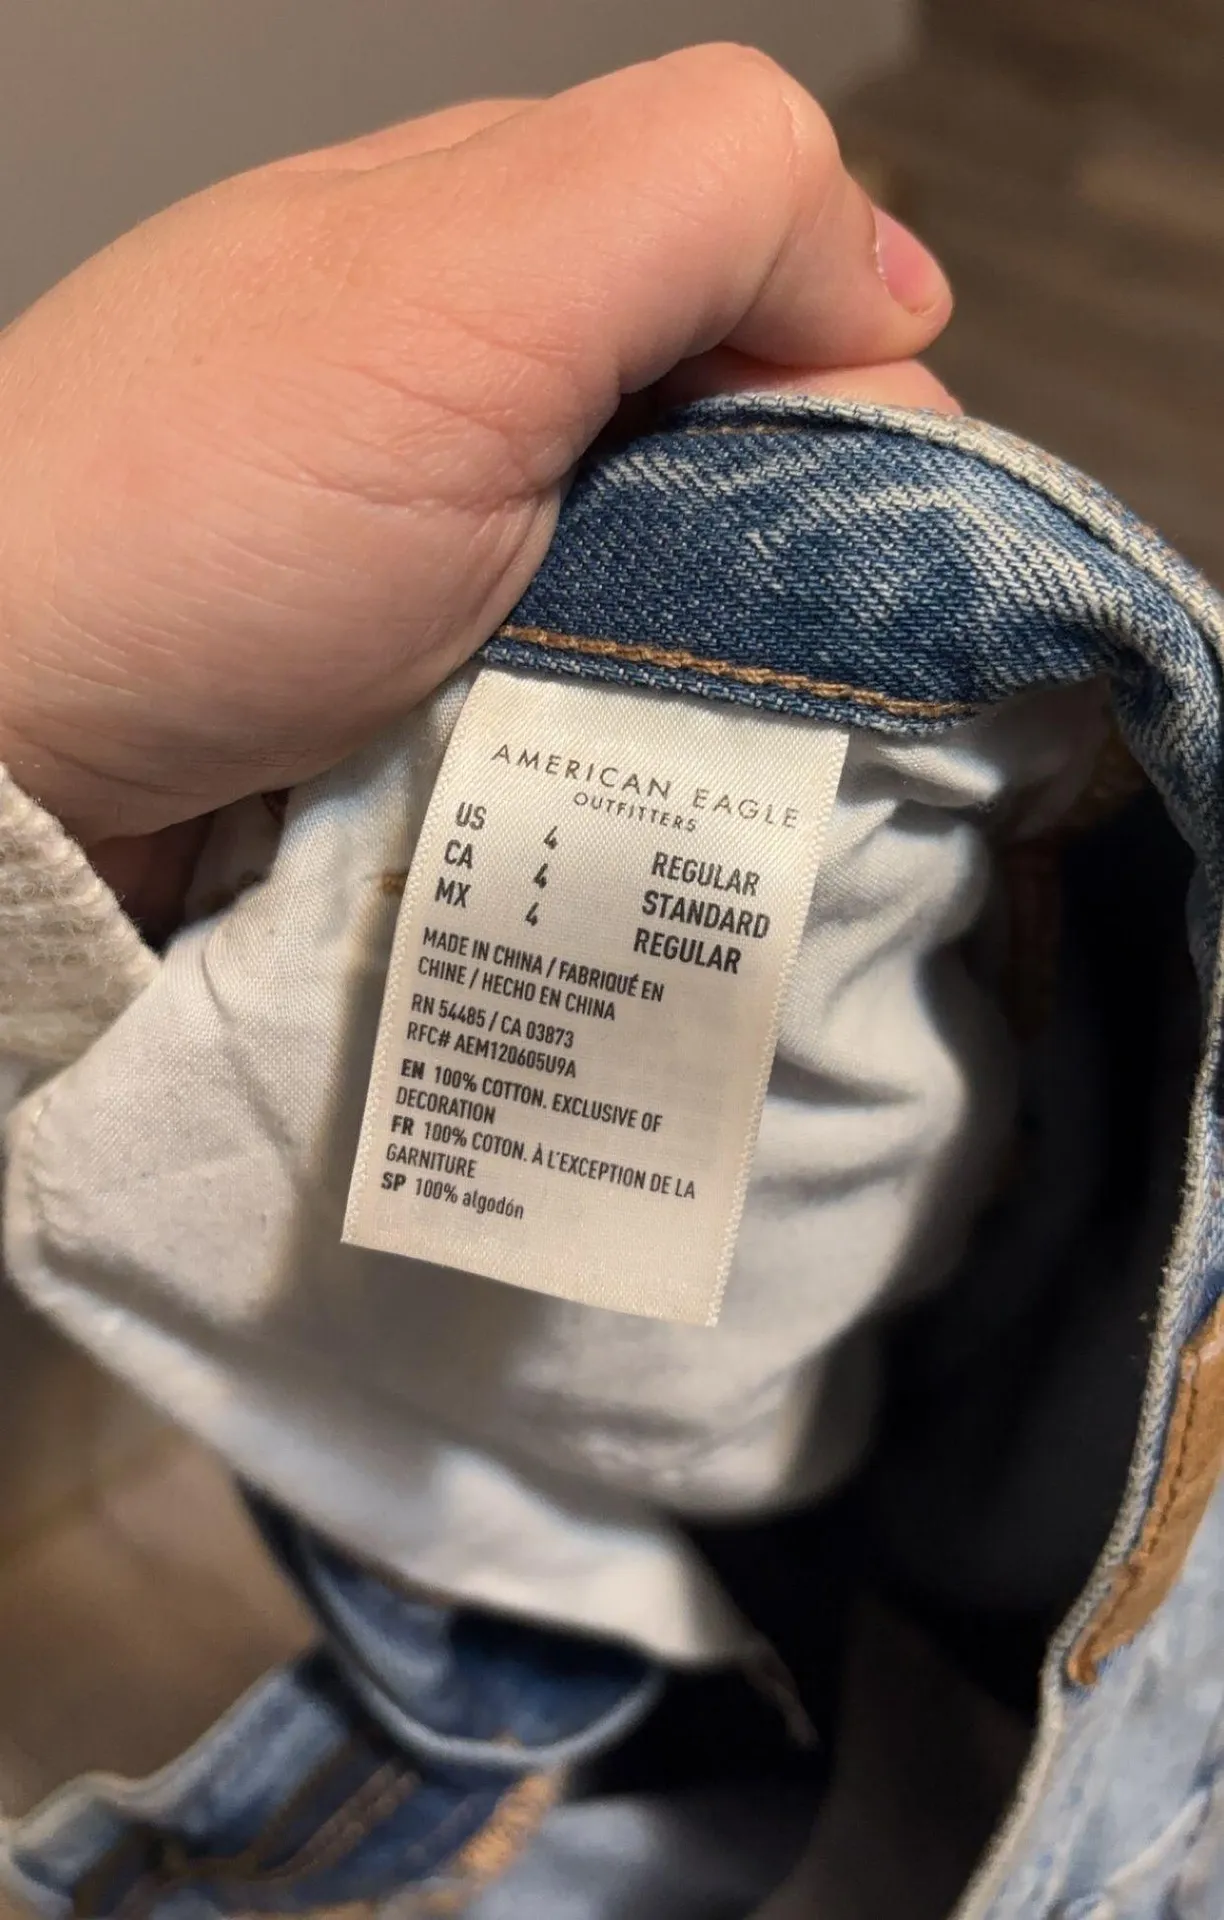 AMERICAN EAGLE
OUTFITTERS
US 4 REGULAR
CA 4 STANDARD
MX 4 REGULAR
MADE IN CHINA / FABRIQUÉ EN
CHINE / HECHO EN CHINA
RN 54485 / CA 03873
RFC# AEM120605U9A
EN 100% COTTON. EXCLUSIVE OF
DECORATION
FR 100% COTON. À L'EXCEPTION DE LA
GARNITURE
SP 100% algodón